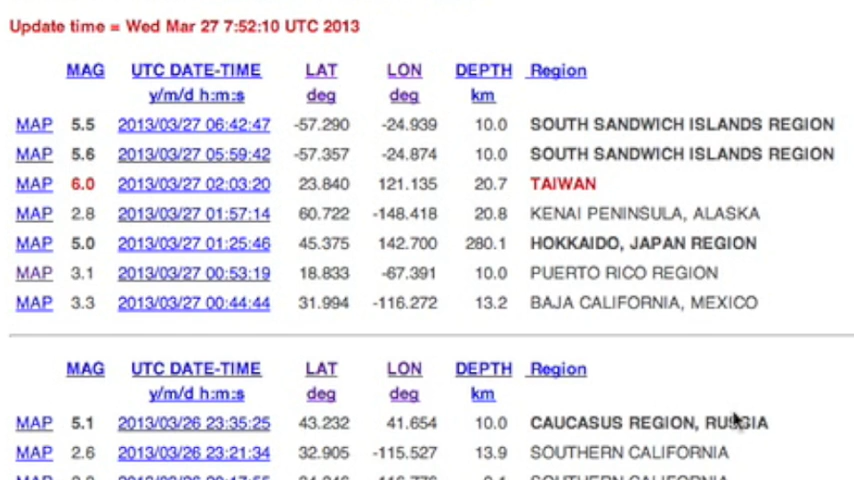 Update time = Wed Mar 27 7:52:10 UTC 2013
MAG UTC DATE-TIME LAT LON DEPTH Region
y/m/d h:m:s deg deg km
MAP 5.5 2013/03/27 06:42:47 -57.290 -24.939 10.0 SOUTH SANDWICH ISLANDS REGION
MAP 5.6 2013/03/27 05:59:42 -57.357 -24.874 10.0 SOUTH SANDWICH ISLANDS REGION
MAP 6.0 2013/03/27 02:03:20 23.840 121.135 20.7 TAIWAN
MAP 2.8 2013/03/27 01:57:14 60.722 -148.418 20.8 KENAI PENINSULA, ALASKA
MAP 5.0 2013/03/27 01:25:46 45.375 142.700 280.1 HOKKAIDO, JAPAN REGION
MAP 3.1 2013/03/27 00:53:19 18.833 -67.391 10.0 PUERTO RICO REGION
MAP 3.3 2013/03/27 00:44:44 31.994 -116.272 13.2 BAJA CALIFORNIA, MEXICO
MAG UTC DATE-TIME LAT LON DEPTH Region
y/m/d h:m:s deg deg km
MAP 5.1 2013/03/26 23:35:25 43.232 41.654 10.0 CAUCASUS REGION, RUSSIA
MAP 2.6 2013/03/26 23:21:34 32.905 -115.527 13.9 SOUTHERN CALIFORNIA
MAP SOUTHERN CALIFORNIA